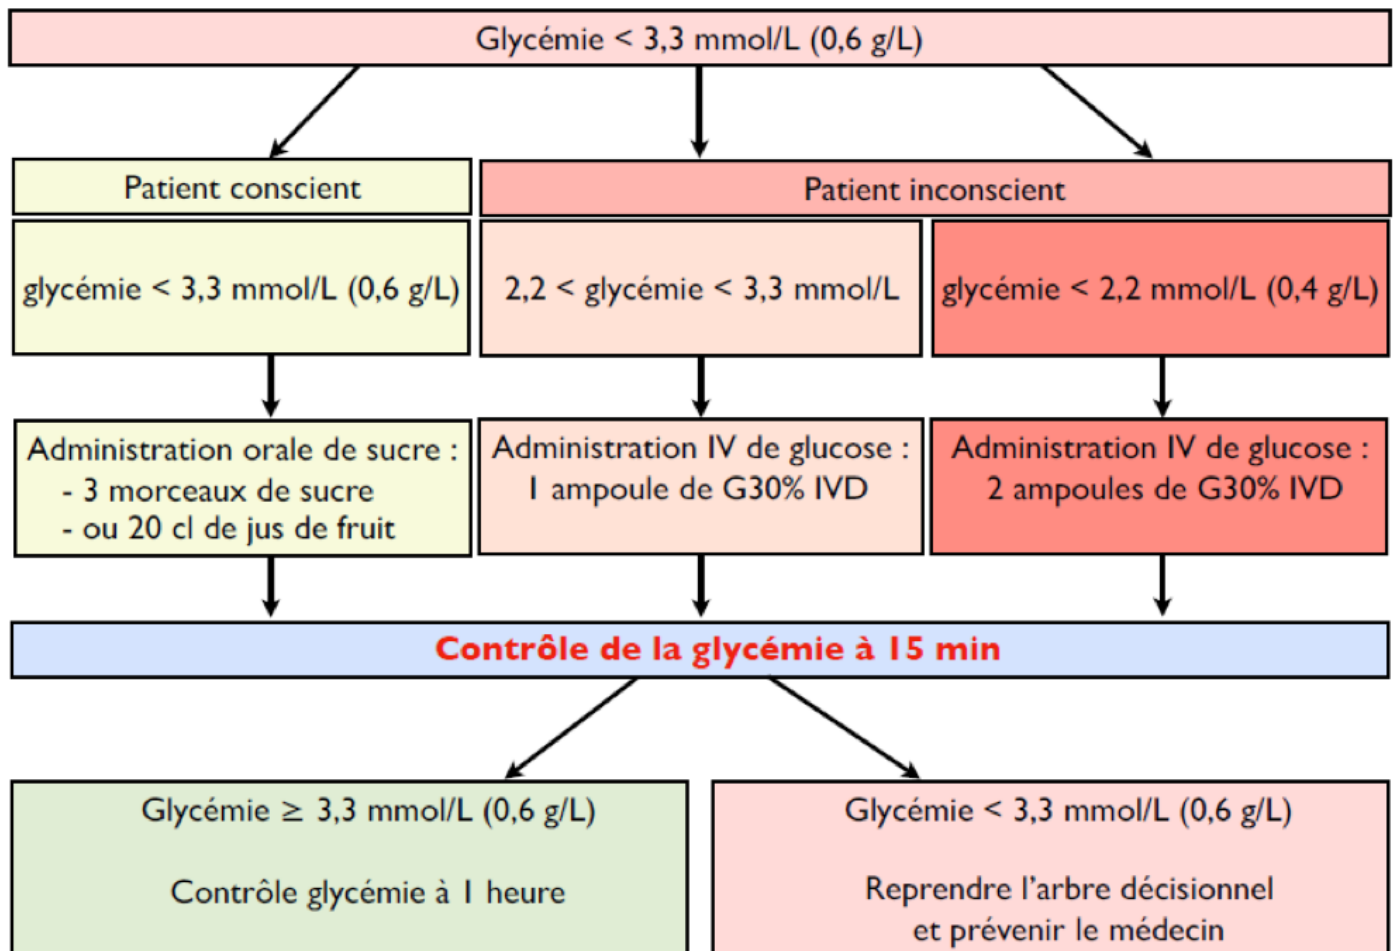 Glycémie < 3,3 mmol/L (0,6 g/L)
Patient conscient
Patient inconscient
glycémie < 3,3 mmol/L (0,6 g/L)
2,2 < glycémie < 3,3 mmol/L
glycémie < 2,2 mmol/L (0,4 g/L)
Administration orale de sucre :
- 3 morceaux de sucre
- ou 20 cl de jus de fruit
Administration IV de glucose :
1 ampoule de G30% IVD
Administration IV de glucose :
2 ampoules de G30% IVD
Contrôle de la glycémie à 15 min
Glycémie ≥ 3,3 mmol/L (0,6 g/L)
Contrôle glycémie à 1 heure
Glycémie < 3,3 mmol/L (0,6 g/L)
Reprendre l'arbre décisionnel
et prévenir le médecin